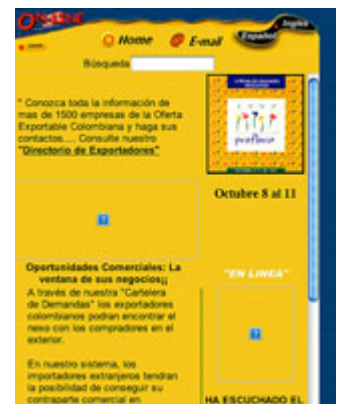 Home
E-mail
Inglés
Español
Búsqueda
* Conozca toda la información de
mas de 1500 empresas de la Oferta
Exportable Colombiana y haga sus
contactos.... Consulte nuestro
"Directorio de Exportadores"
proflora
Octubre 8 al 11
Oportunidades Comerciales: La
ventana de sus negocios¡¡
A través de nuestra "Cartelera
de Demandas" los exportadores
colombianos podran encontrar el
nexo con los compradores en el
exterior.
En nuestro sistema, los
importadores extranjeros tendran
la posibilidad de conseguir su
contraparte comercial en
"EN LINEA"
HA ESCUCHADO EL